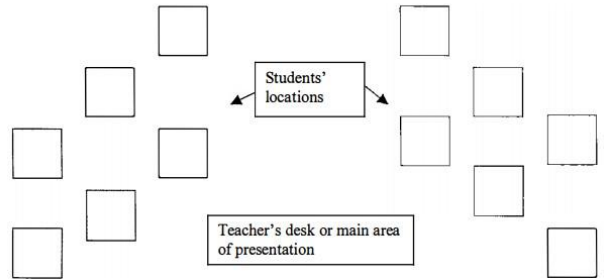 Students’
locations
Teacher’s desk or main area
of presentation